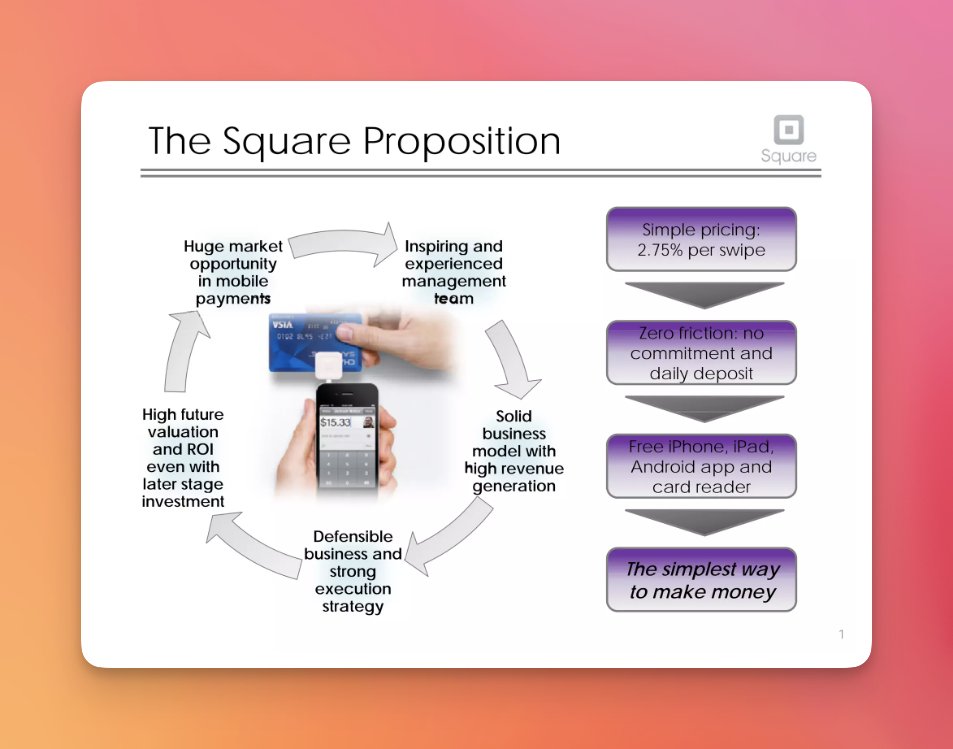 The Square Proposition
Square
Huge market
opportunity
in mobile
payments
Inspiring and
experienced
management
team
Solid
business
model with
high revenue
generation
Defensible
business and
strong
execution
strategy
High future
valuation
and ROI
even with
later stage
investment
VISA
$15.33
Simple pricing:
2.75% per swipe
Zero friction: no
commitment and
daily deposit
Free iPhone, iPad,
Android app and
card reader
The simplest way
to make money
1